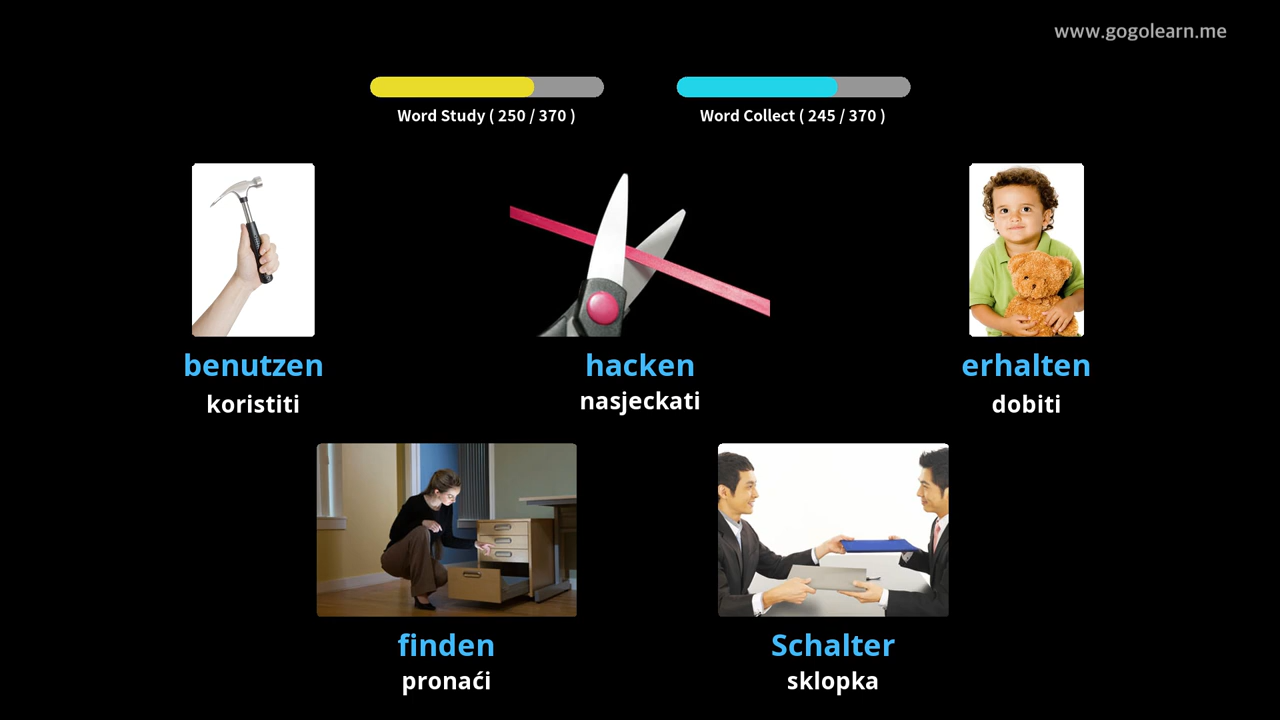 www.gogolearn.me
Word Study ( 250 / 370 )
Word Collect ( 245 / 370 )
benutzen
koristiti
hacken
nasjeckati
erhalten
dobiti
finden
pronaći
Schalter
sklopka